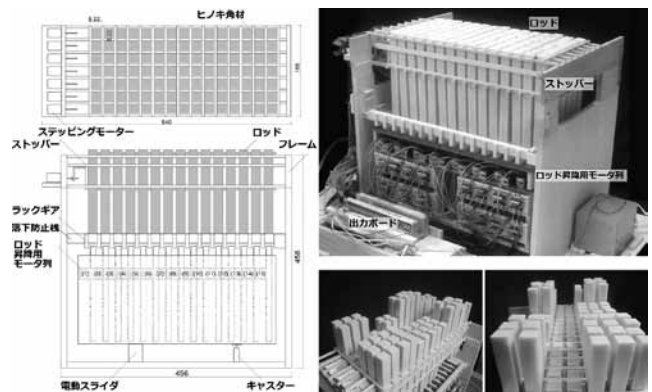 ヒノキ角材
ステッピングモーター
ストッパー
ロッド
フレーム
ラックギア
落下防止桟
ロッド
昇降用
モータ列
456
458
電動スライダ
キャスター
ロッド
ストッパー
ロッド昇降用モータ列
出力ボード